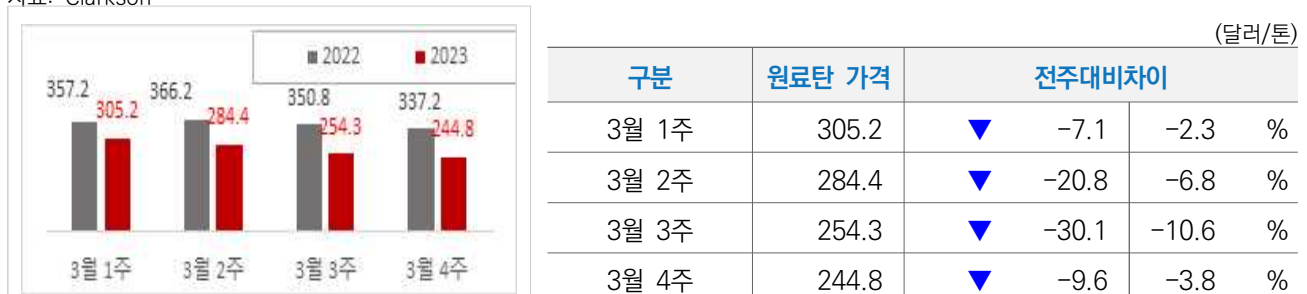 자료: Clarkson
■ 2022 ■ 2023
357.2 305.2 366.2 284.4 350.8 254.3 337.2 244.8
3월 1주 3월 2주 3월 3주 3월 4주
(달러/톤)
구분 원료탄 가격 전주대비차이
3월 1주 305.2 ▼ -7.1 -2.3 %
3월 2주 284.4 ▼ -20.8 -6.8 %
3월 3주 254.3 ▼ -30.1 -10.6 %
3월 4주 244.8 ▼ -9.6 -3.8 %